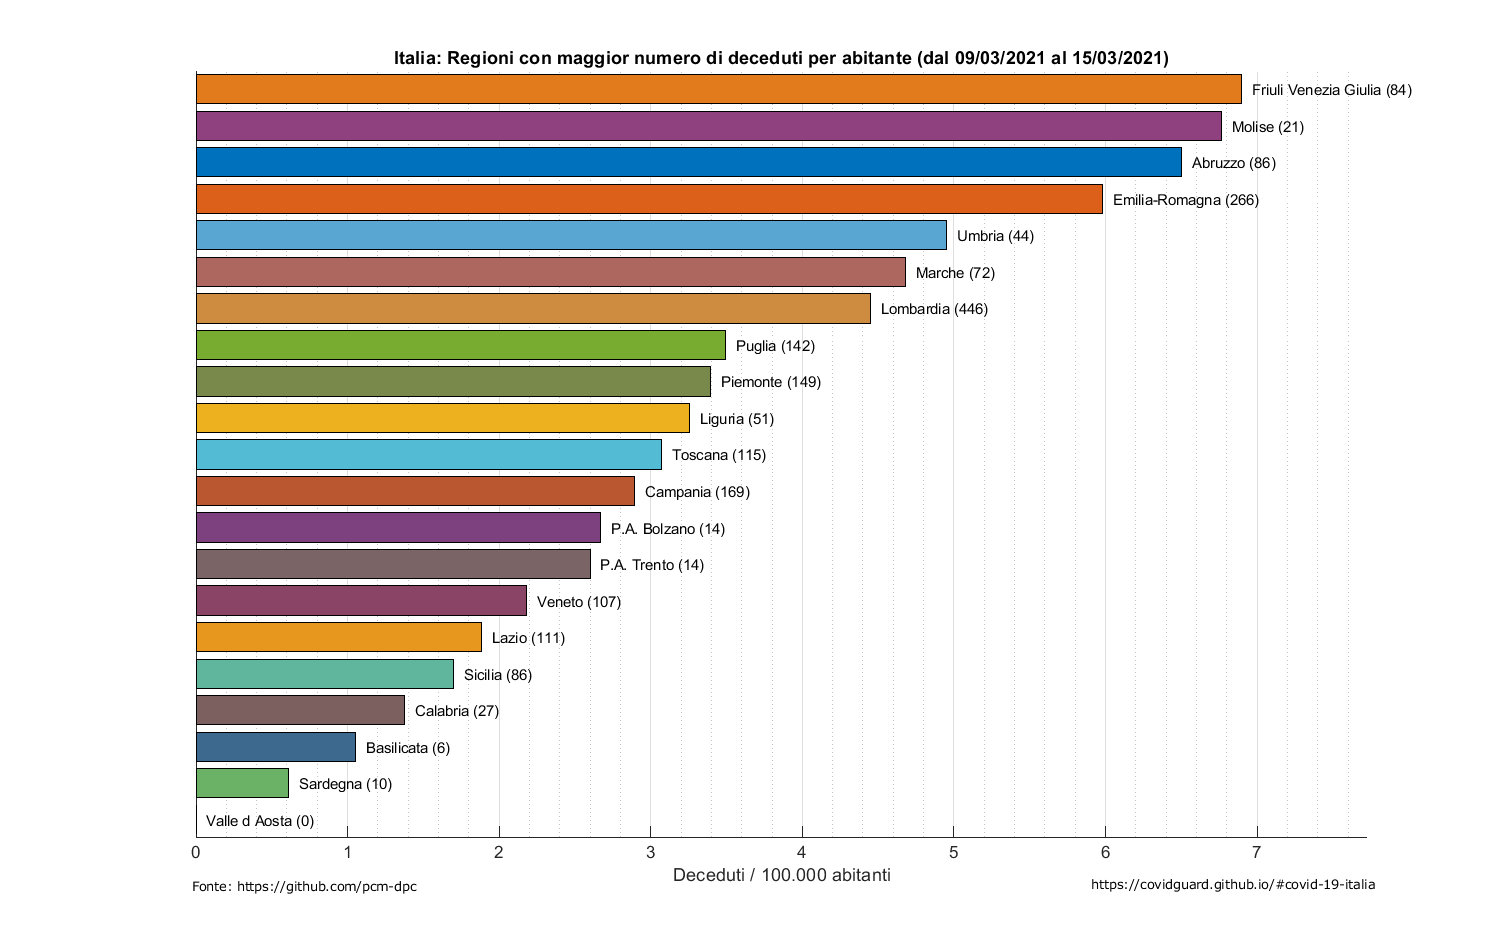 Italia: Regioni con maggior numero di deceduti per abitante (dal 09/03/2021 al 15/03/2021)
Friuli Venezia Giulia (84)
Molise (21)
Abruzzo (86)
Emilia-Romagna (266)
Umbria (44)
Marche (72)
Lombardia (446)
Puglia (142)
Piemonte (149)
Liguria (51)
Toscana (115)
Campania (169)
P.A. Bolzano (14)
P.A. Trento (14)
Veneto (107)
Lazio (111)
Sicilia (86)
Calabria (27)
Basilicata (6)
Sardegna (10)
Valle d Aosta (0)
0 1 2 3 4 5 6 7
Deceduti / 100.000 abitanti
Fonte: https://github.com/pcm-dpc
https://covidguard.github.io/#covid-19-italia